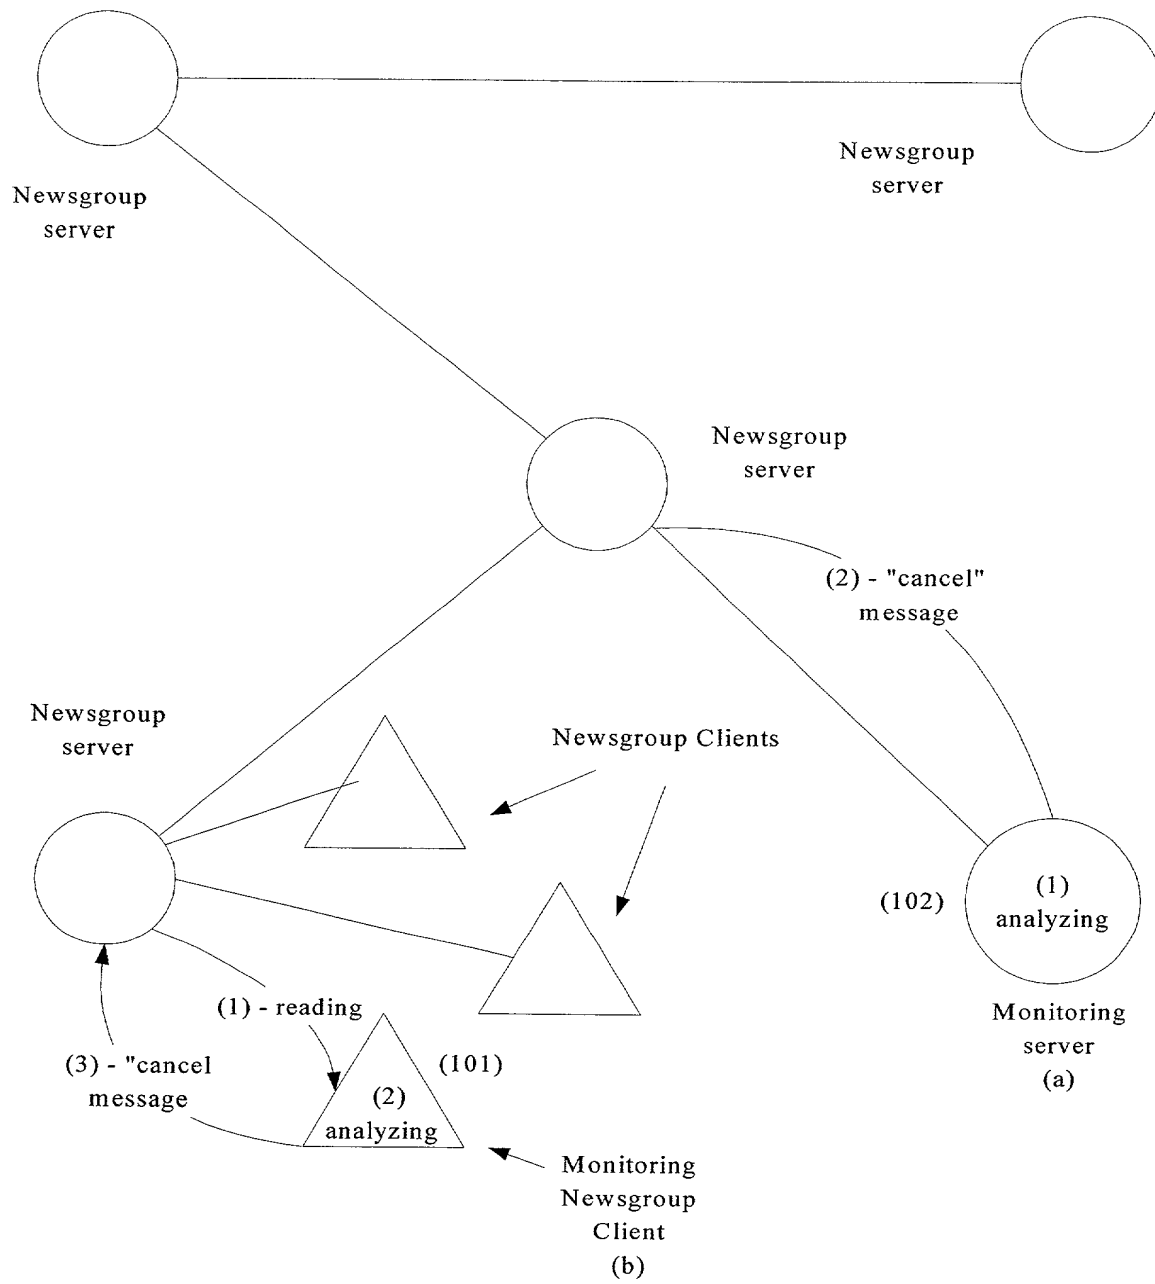 Newsgroup
server
Newsgroup
server
Newsgroup
server
(2) - "cancel"
message
Newsgroup
server
Newsgroup Clients
(102)
(1)
analyzing
Monitoring
server
(a)
(1) - reading
(3) - "cancel
message
(101)
(2)
analyzing
Monitoring
Newsgroup
Client
(b)